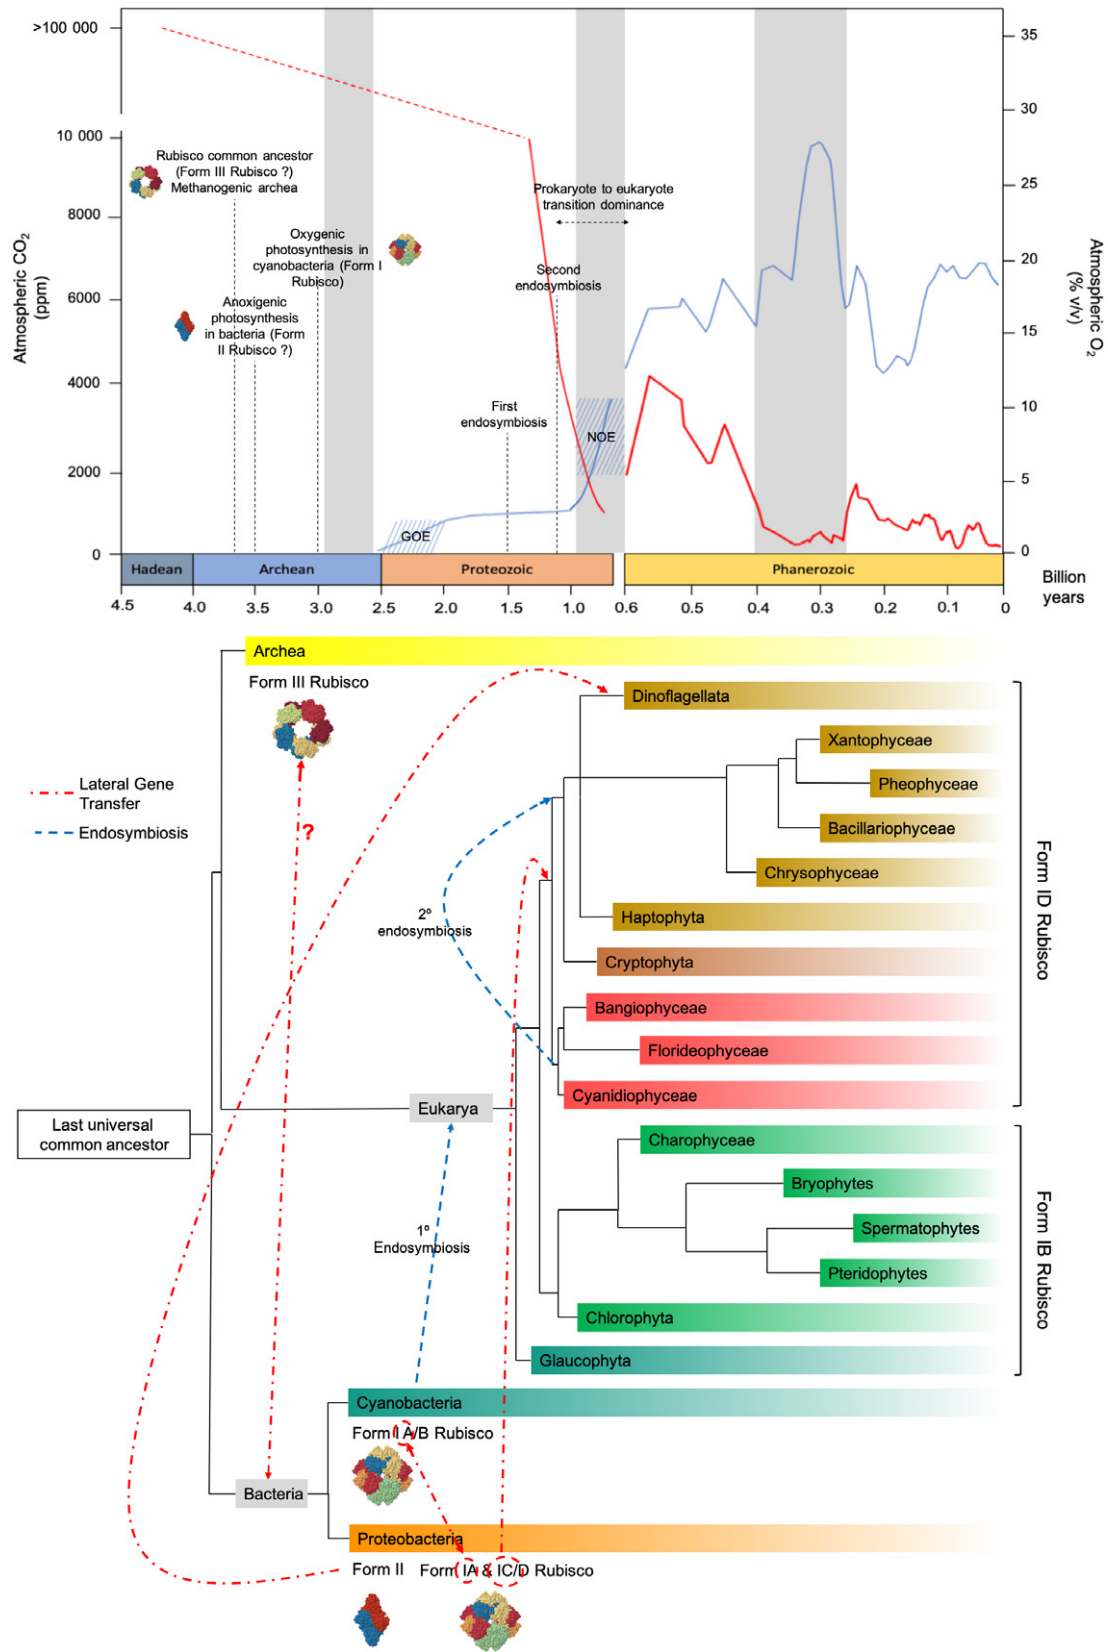 >100 000
10 000
8000
6000
4000
2000
0
Atmospheric CO2
(ppm)
35
30
25
20
15
10
5
0
Atmospheric O2
(% v/v)
Rubisco common ancestor
(Form III Rubisco ?)
Methanogenic archea
Oxygenic
photosynthesis in
cyanobacteria (Form I
Rubisco)
Anoxigenic
photosynthesis
in bacteria (Form
II Rubisco ?)
Prokaryote to eukaryote
transition dominance
Second
endosymbiosis
First
endosymbiosis
NOE
GOE
Hadean
Archean
Proteozoic
Phanerozoic
Billion
years
4.5 4.0 3.5 3.0 2.5 2.0 1.5 1.0 0.6 0.5 0.4 0.3 0.2 0.1 0
Archea
Form III Rubisco
Lateral Gene
Transfer
Endosymbiosis
?
Dinoflagellata
Xantophyceae
Pheophyceae
Bacillariophyceae
Chrysophyceae
Haptophyta
Cryptophyta
Bangiophyceae
Florideophyceae
Cyanidiophyceae
Form ID Rubisco
2º
endosymbiosis
Eukarya
Last universal
common ancestor
Charophyceae
Bryophytes
Spermatophytes
Pteridophytes
Chlorophyta
Glaucophyta
Form IB Rubisco
1º
Endosymbiosis
Cyanobacteria
Form I A/B Rubisco
Bacteria
Proteobacteria
Form II Form IA & IC/D Rubisco